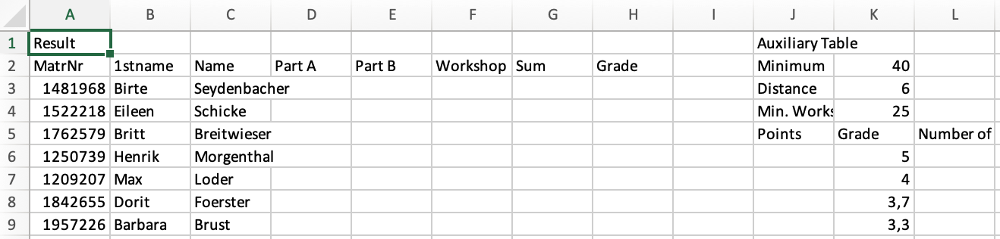 A B C D E F G H I J K L
1 Result Auxiliary Table
2 MatrNr 1stname Name Part A Part B Workshop Sum Grade Minimum 40
3 1481968 Birte Seydenbacher Distance 6
4 1522218 Eileen Schicke Min. Works 25
5 1762579 Britt Breitwieser Points Grade Number of
6 1250739 Henrik Morgenthal 5
7 1209207 Max Loder 4
8 1842655 Dorit Foerster 3,7
9 1957226 Barbara Brust 3,3